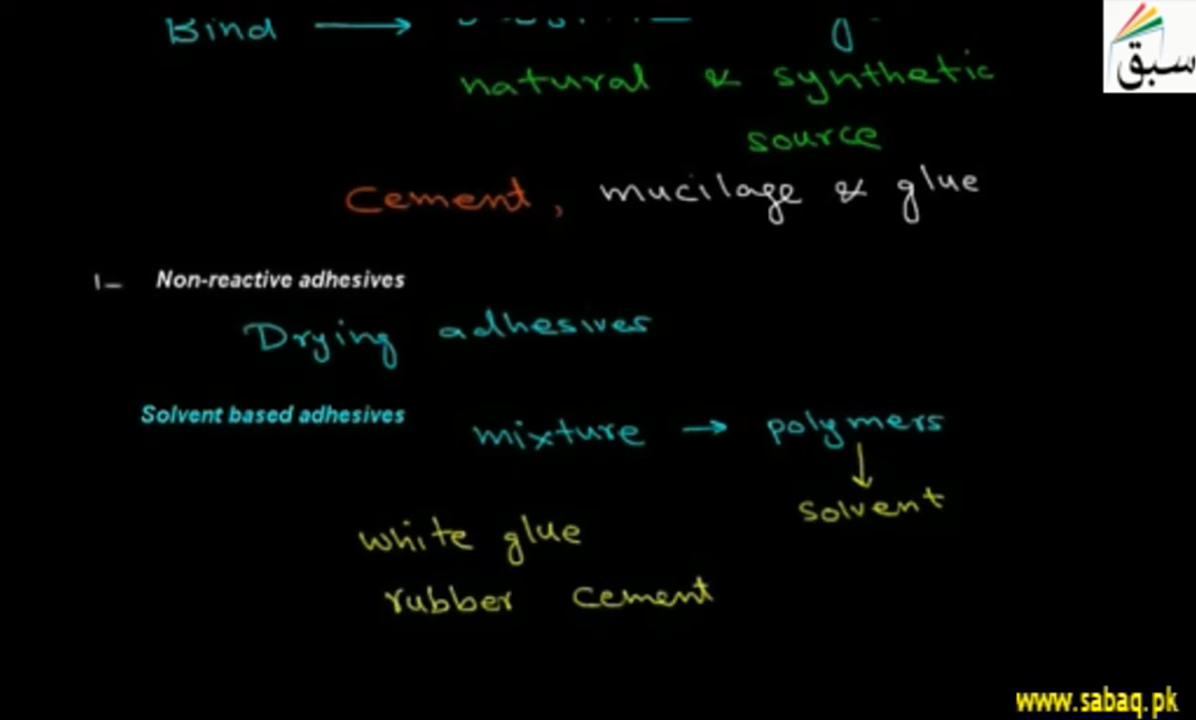 Bind →
natural & synthetic
source
Cement, mucilage & glue
1- Non-reactive adhesives
Drying adhesives
Solvent based adhesives mixture → polymers
↓
solvent
white glue
rubber cement
سبق
www.sabaq.pk